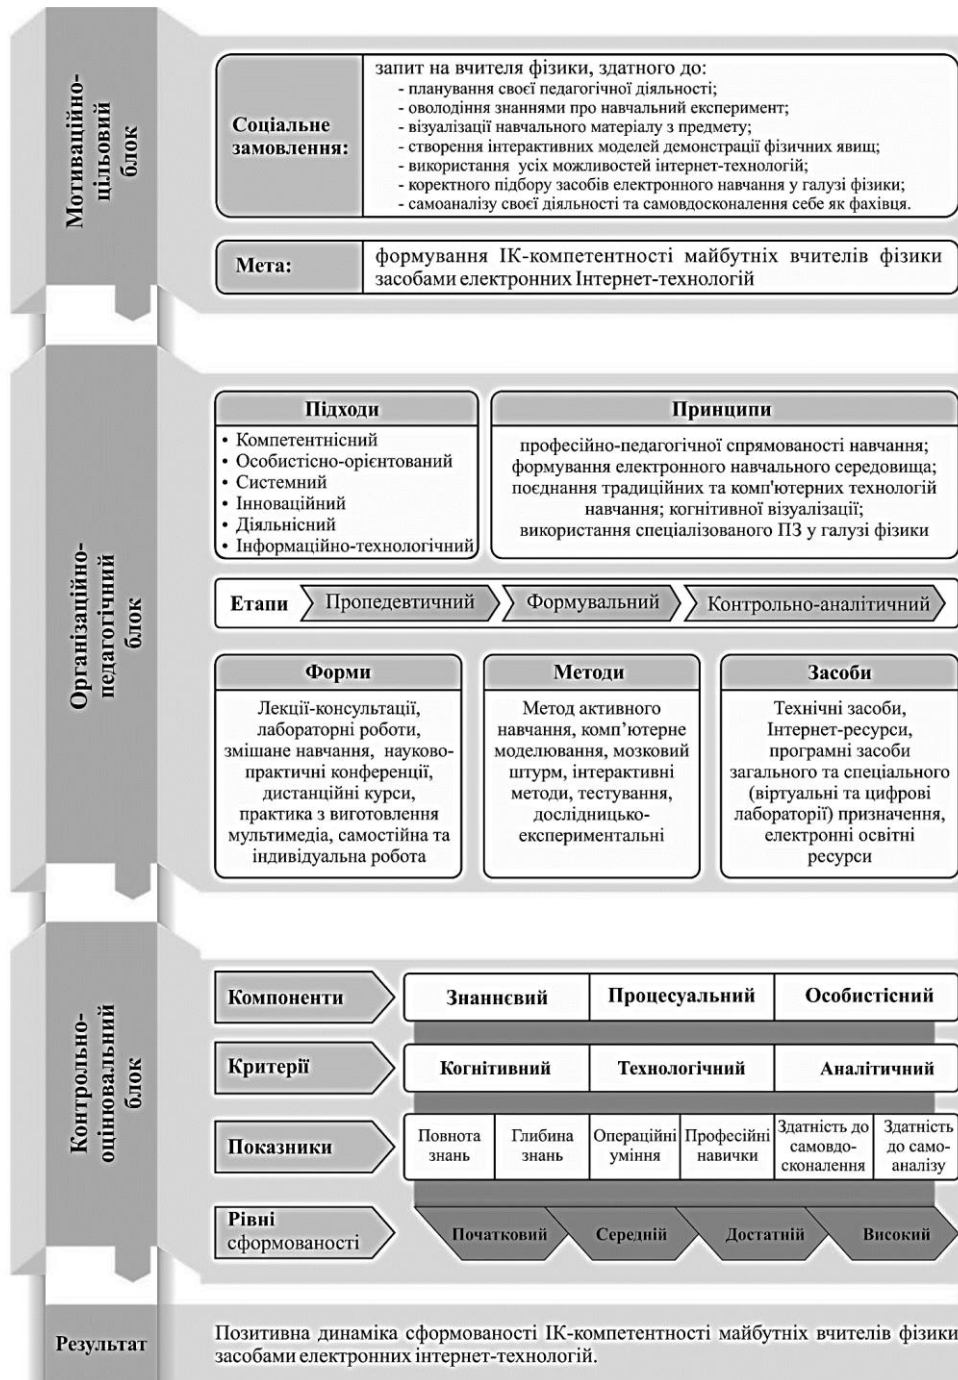 Мотиваційно-
цільовий
блок
Соціальне
замовлення:
запит на вчителя фізики, здатного до:
- планування своєї педагогічної діяльності;
- оволодіння знаннями про навчальний експеримент;
- візуалізації навчального матеріалу з предмету;
- створення інтерактивних моделей демонстрації фізичних явищ;
- використання усіх можливостей інтернет-технологій;
- коректного підбору засобів електронного навчання у галузі фізики;
- самоаналізу своєї діяльності та самовдосконалення себе як фахівця.
Мета:
формування ІК-компетентності майбутніх вчителів фізики
засобами електронних Інтернет-технологій
Організаційно-
педагогічний
блок
Підходи
• Компетентнісний
• Особистісно-орієнтований
• Системний
• Інноваційний
• Діяльнісний
• Інформаційно-технологічний
Принципи
професійно-педагогічної спрямованості навчання;
формування електронного навчального середовища;
поєднання традиційних та комп'ютерних технологій
навчання; когнітивної візуалізації;
використання спеціалізованого ПЗ у галузі фізики
Етапи
Пропедевтичний
Формувальний
Контрольно-аналітичний
Форми
Лекції-консультації,
лабораторні роботи,
змішане навчання, науково-
практичні конференції,
дистанційні курси,
практика з виготовлення
мультимедіа, самостійна та
індивідуальна робота
Методи
Метод активного
навчання, комп’ютерне
моделювання, мозковий
штурм, інтерактивні
методи, тестування,
дослідницько-
експериментальні
Засоби
Технічні засоби,
Інтернет-ресурси,
програмні засоби
загального та спеціального
(віртуальні та цифрові
лабораторії) призначення,
електронні освітні
ресурси
Контрольно-
оцінювальний
блок
Компоненти
Знаннєвий
Процесуальний
Особистісний
Критерії
Когнітивний
Технологічний
Аналітичний
Показники
Повнота
знань
Глибина
знань
Операційні
уміння
Професійні
навички
Здатність до
самовдо-
сконалення
Здатність
до само-
аналізу
Рівні
сформованості
Початковий
Середній
Достатній
Високий
Результат
Позитивна динаміка сформованості ІК-компетентності майбутніх вчителів фізики
засобами електронних інтернет-технологій.